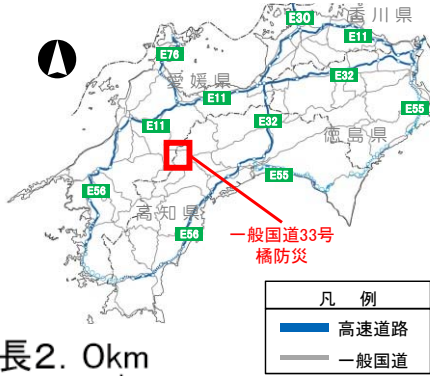 E30
香川県
E11
E76
E32
愛媛県
E11
E11
E32
E55
徳島県
E56
E55
高知県
E56
一般国道33号
橘防災
凡 例
高速道路
一般国道
長2．0km